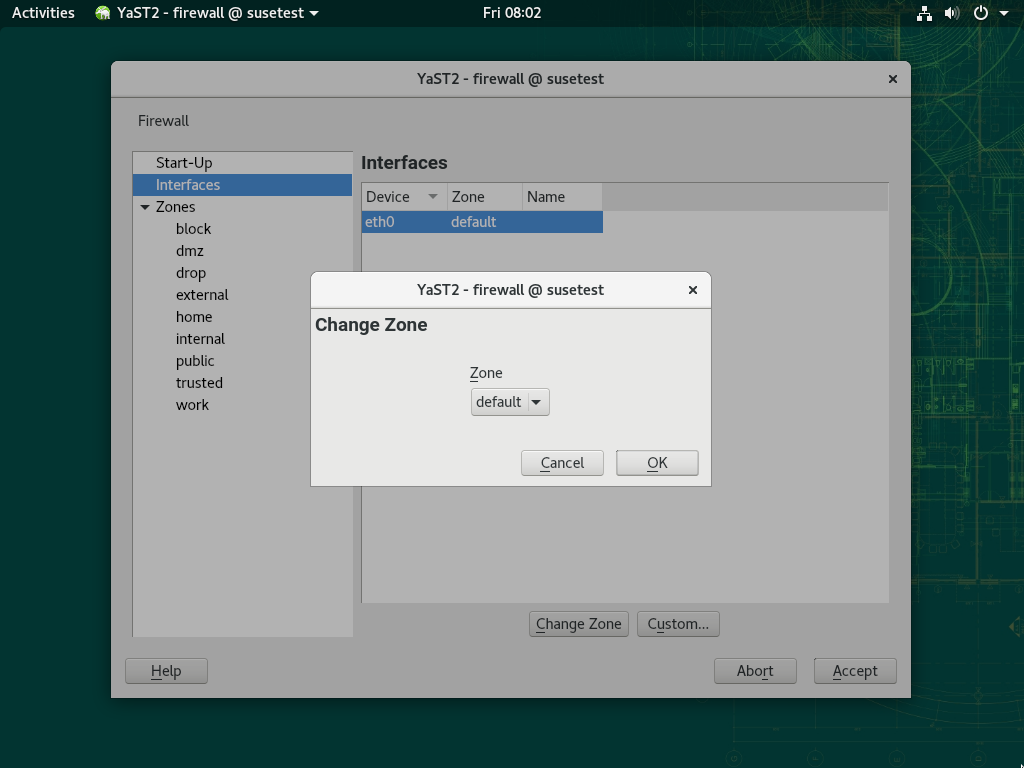 Activities YaST2 - firewall @ susetest Fri 08:02
YaST2 - firewall @ susetest
Firewall
Start-Up
Interfaces
Zones
block
dmz
drop
external
home
internal
public
trusted
work
Interfaces
Device Zone Name
eth0 default
YaST2 - firewall @ susetest
Change Zone
Zone
default
Cancel OK
Change Zone Custom...
Help Abort Accept